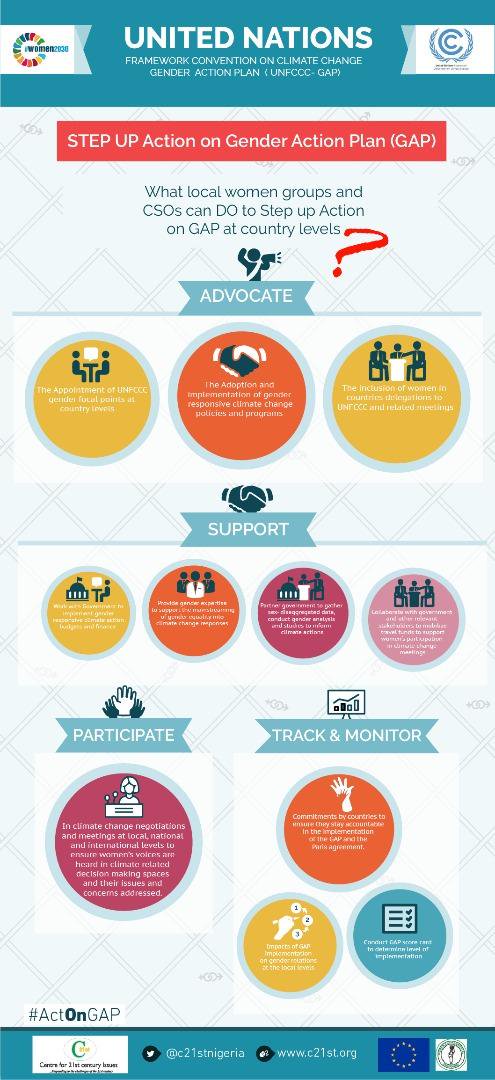 women2030
UNITED NATIONS
FRAMEWORK CONVENTION ON CLIMATE CHANGE
GENDER ACTION PLAN ( UNFCCC- GAP)
STEP UP Action on Gender Action Plan (GAP)
What local women groups and
CSOs can DO to Step up Action
on GAP at country levels
?
ADVOCATE
The Appointment of UNFCCC
gender focal points at
country levels
The Adoption and
implementation of gender
responsive climate change
policies and programs
The inclusion of women in
countries delegations to
UNFCCC and related meetings
SUPPORT
Work with Government to
implement gender
responsive climate action
budgets and finance
Provide gender expertise
to support the mainstreaming
of gender equality into
climate change responses
Partner government to gather
sex- disaggregated data,
conduct gender analysis
and studies to inform
climate actions
Collaborate with government
and other relevant
stakeholders to mobilize
travel funds to support
women's participation
in climate change
meetings
PARTICIPATE
In climate change negotiations
and meetings at local, national
and international levels to
ensure women's voices are
heard in climate related
decision making spaces
and their issues and
concerns addressed.
TRACK & MONITOR
Commitments by countries to
ensure they stay accountable
in the implementation
of the GAP and the
Paris agreement.
1
2
3
Impacts of GAP
implementation
on gender relations
at the local levels
Conduct GAP score card
to determine level of
implementation
#ActOnGAP
C21st
Centre for 21st century Issues
@c21stnigeria
www.c21st.org